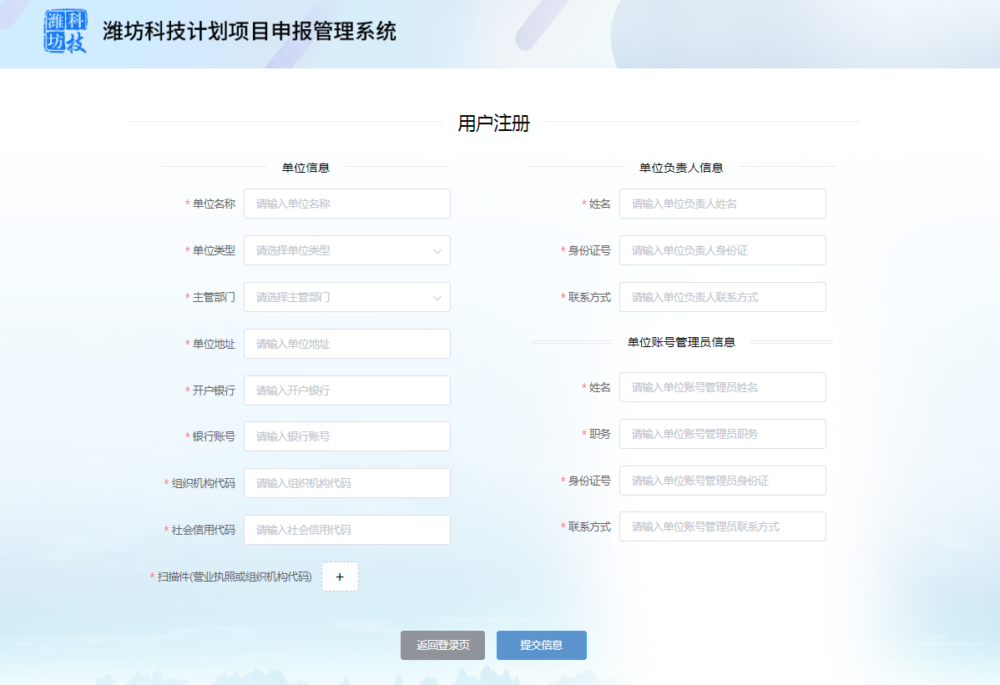 潍科
坊技
潍坊科技计划项目申报管理系统
用户注册
单位信息
* 单位名称 请输入单位名称
* 单位类型 请选择单位类型
* 主管部门 请选择主管部门
* 单位地址 请输入单位地址
* 开户银行 请输入开户银行
* 银行账号 请输入银行账号
* 组织机构代码 请输入组织机构代码
* 社会信用代码 请输入社会信用代码
* 扫描件(营业执照或组织机构代码) +
单位负责人信息
* 姓名 请输入单位负责人姓名
* 身份证号 请输入单位负责人身份证
* 联系方式 请输入单位负责人联系方式
单位账号管理员信息
* 姓名 请输入单位账号管理员姓名
* 职务 请输入单位账号管理员职务
* 身份证号 请输入单位账号管理员身份证
* 联系方式 请输入单位账号管理员联系方式
返回登录页 提交信息